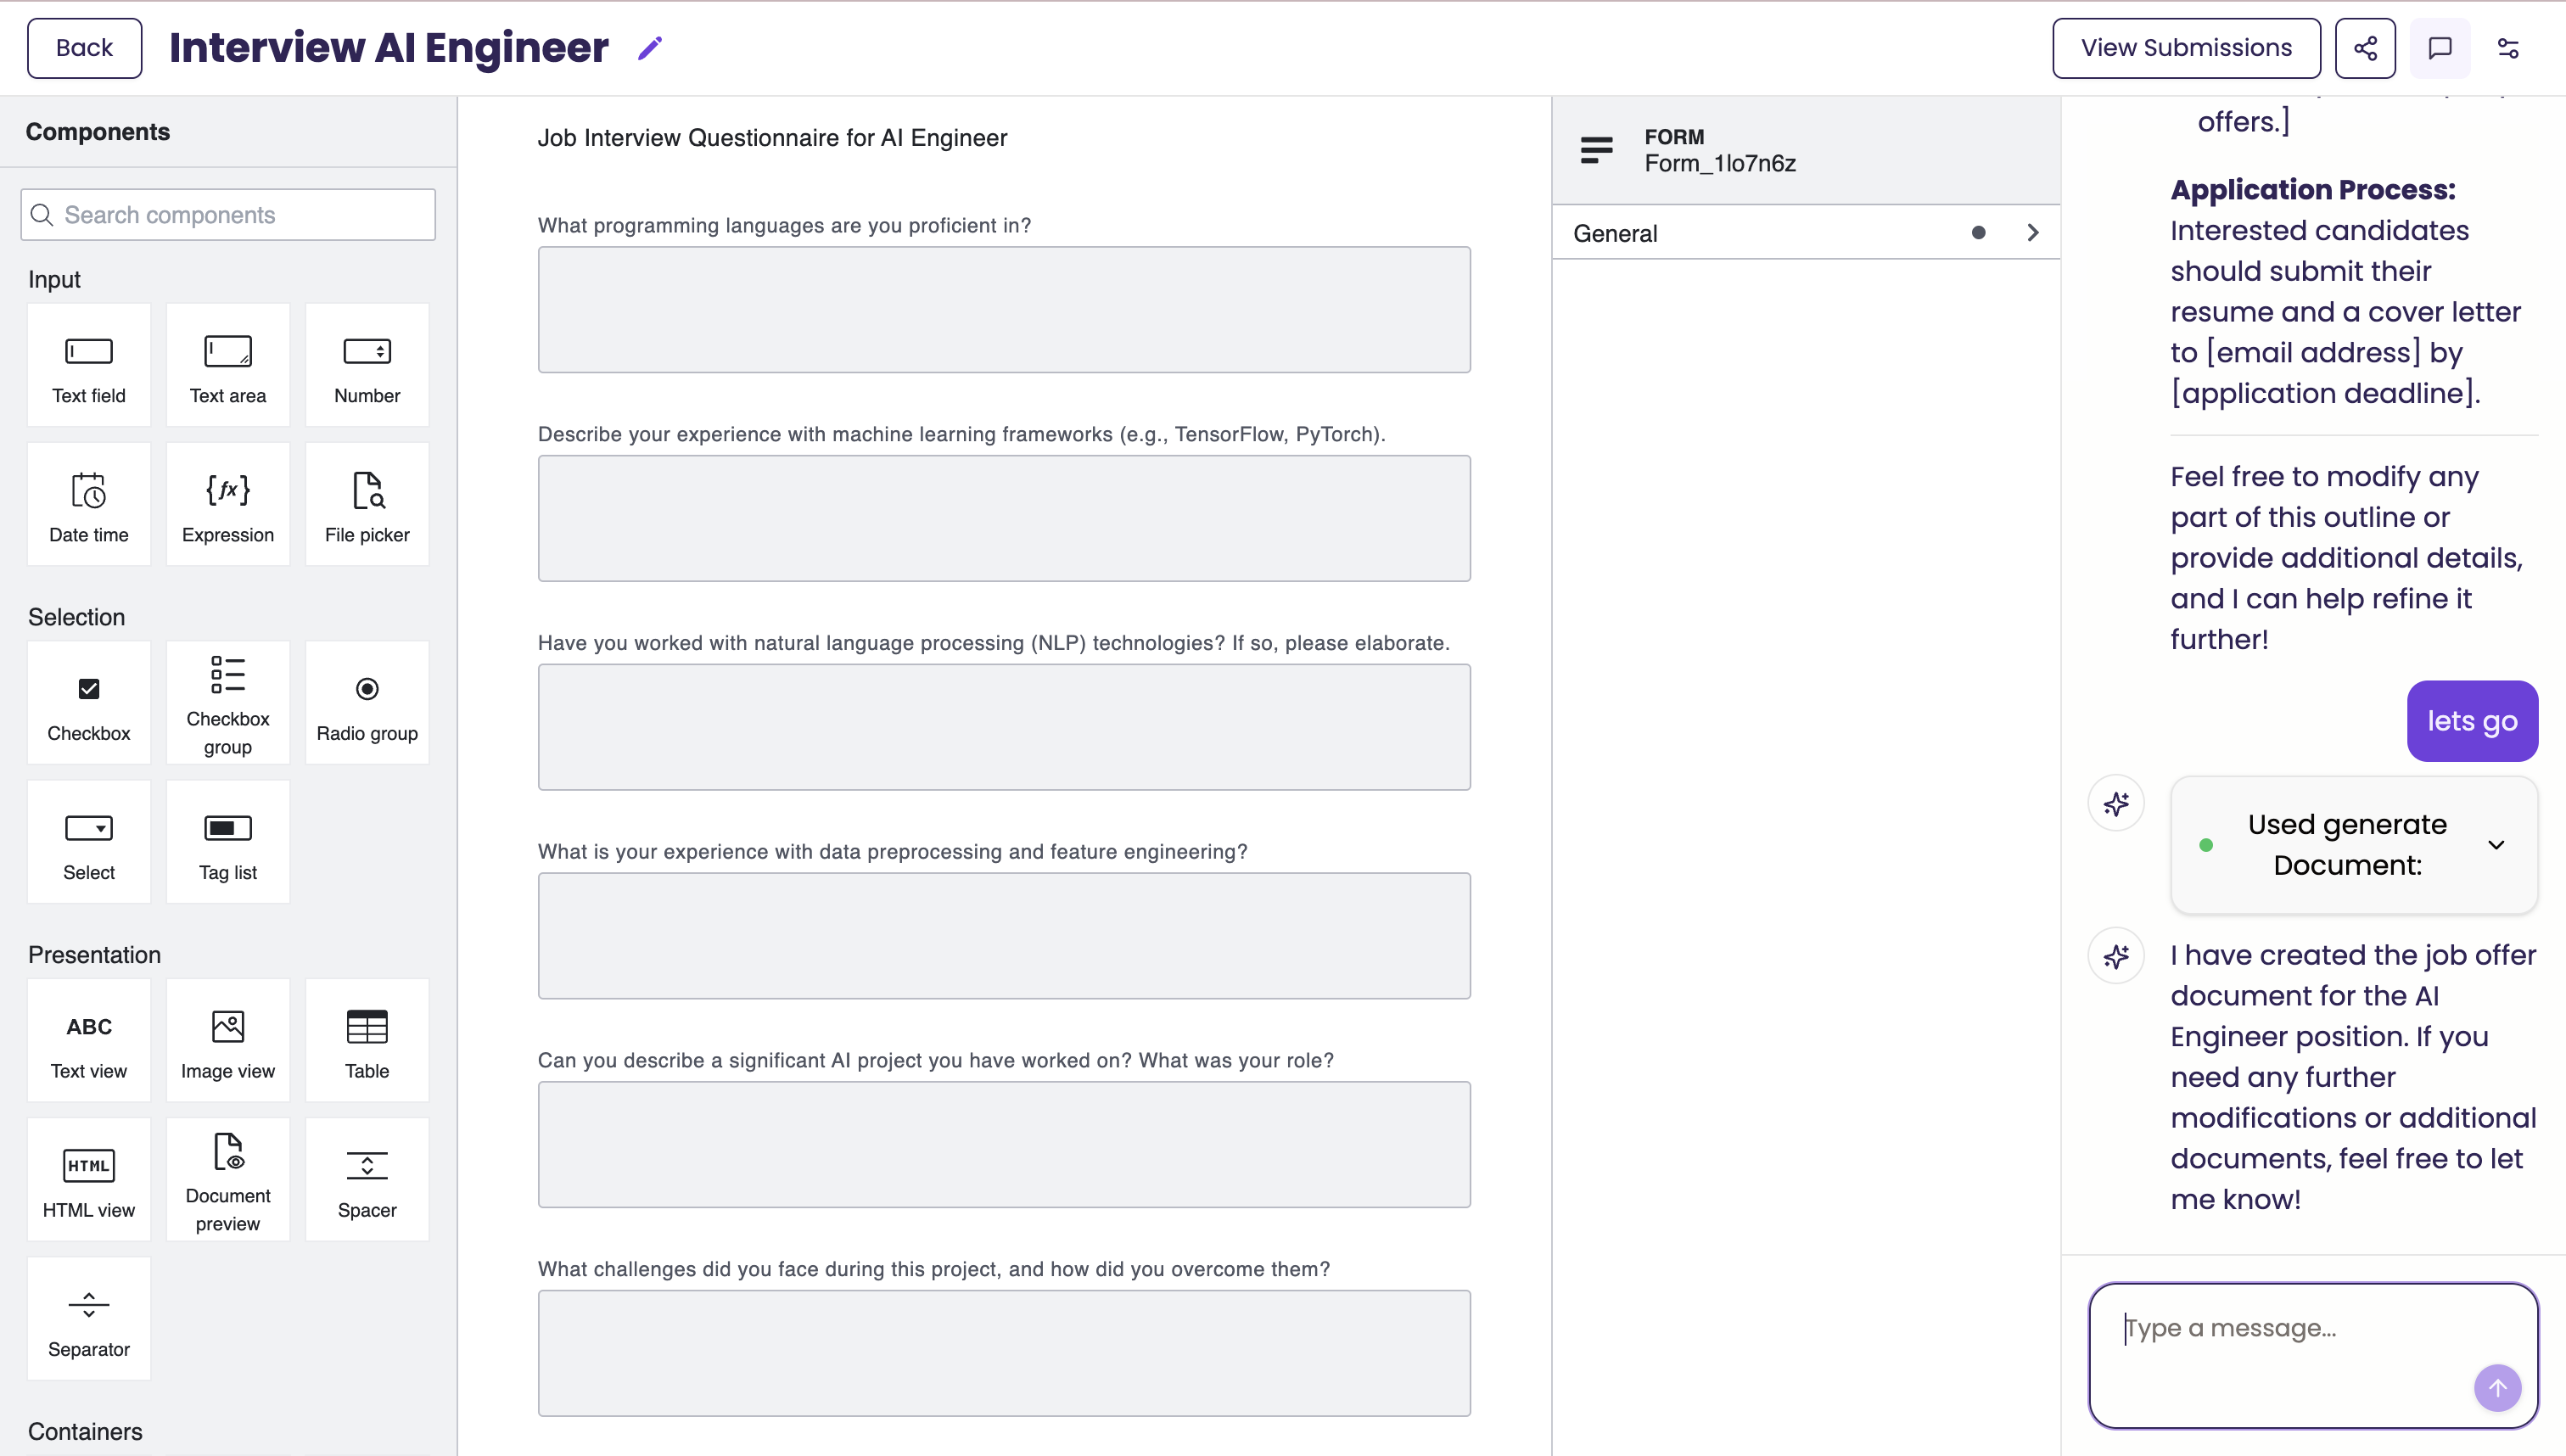 Back
Interview AI Engineer
View Submissions
Components
Search components
Input
Text field
Text area
Number
Date time
{fx}
Expression
File picker
Selection
Checkbox
Checkbox
group
Radio group
Select
Tag list
Presentation
ABC
Text view
Image view
Table
HTML
HTML view
Document
preview
Spacer
Separator
Containers
Job Interview Questionnaire for AI Engineer
What programming languages are you proficient in?
Describe your experience with machine learning frameworks (e.g., TensorFlow, PyTorch).
Have you worked with natural language processing (NLP) technologies? If so, please elaborate.
What is your experience with data preprocessing and feature engineering?
Can you describe a significant AI project you have worked on? What was your role?
What challenges did you face during this project, and how did you overcome them?
FORM
Form_1lo7n6z
General
offers.]
Application Process:
Interested candidates
should submit their
resume and a cover letter
to [email address] by
[application deadline].
Feel free to modify any
part of this outline or
provide additional details,
and I can help refine it
further!
lets go
Used generate
Document:
I have created the job offer
document for the AI
Engineer position. If you
need any further
modifications or additional
documents, feel free to let
me know!
Type a message...